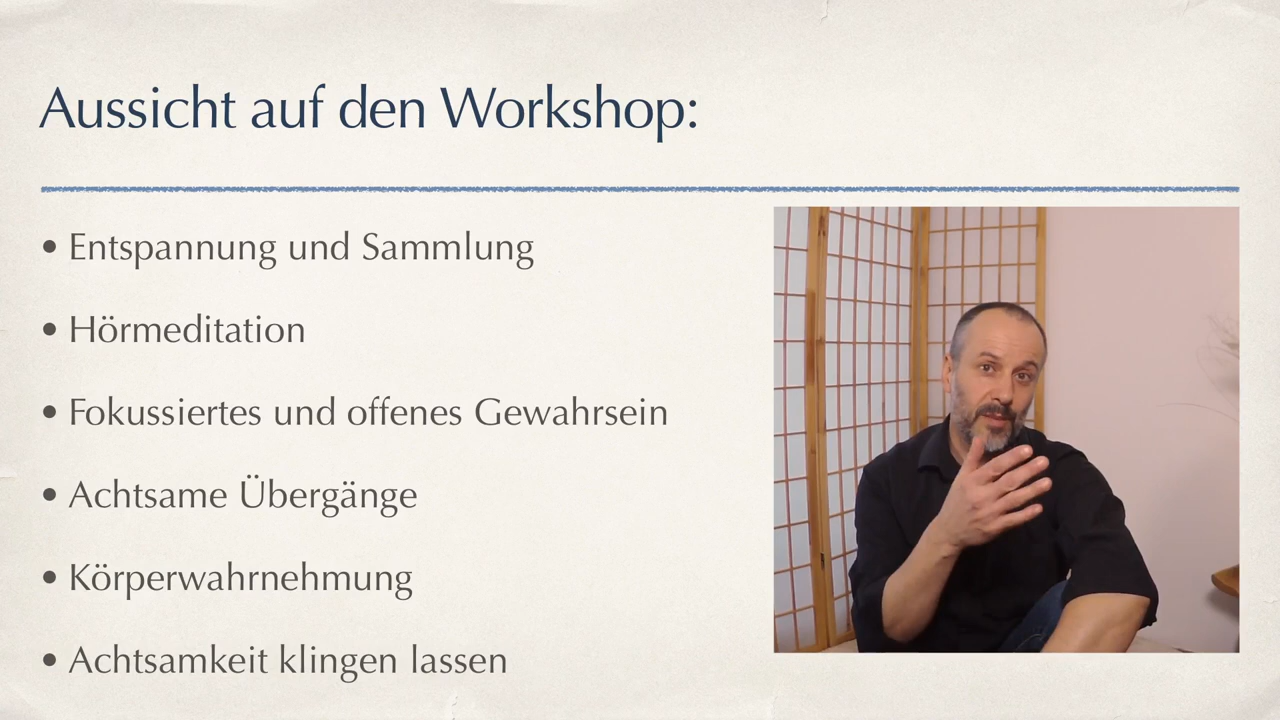 Aussicht auf den Workshop:
• Entspannung und Sammlung
• Hörmeditation
• Fokussiertes und offenes Gewahrsein
• Achtsame Übergänge
• Körperwahrnehmung
• Achtsamkeit klingen lassen